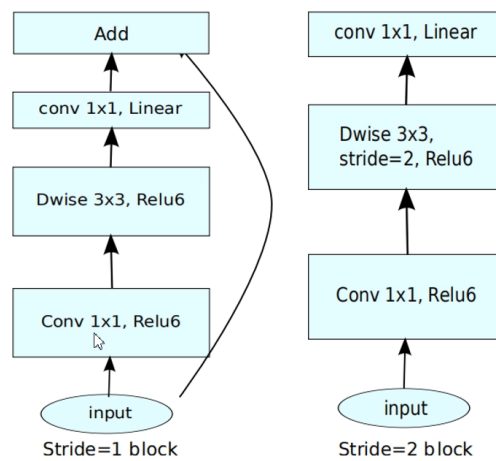 Add
conv 1x1, Linear
Dwise 3x3, Relu6
Conv 1x1, Relu6
input
Stride=1 block
conv 1x1, Linear
Dwise 3x3,
stride=2, Relu6
Conv 1x1, Relu6
input
Stride=2 block